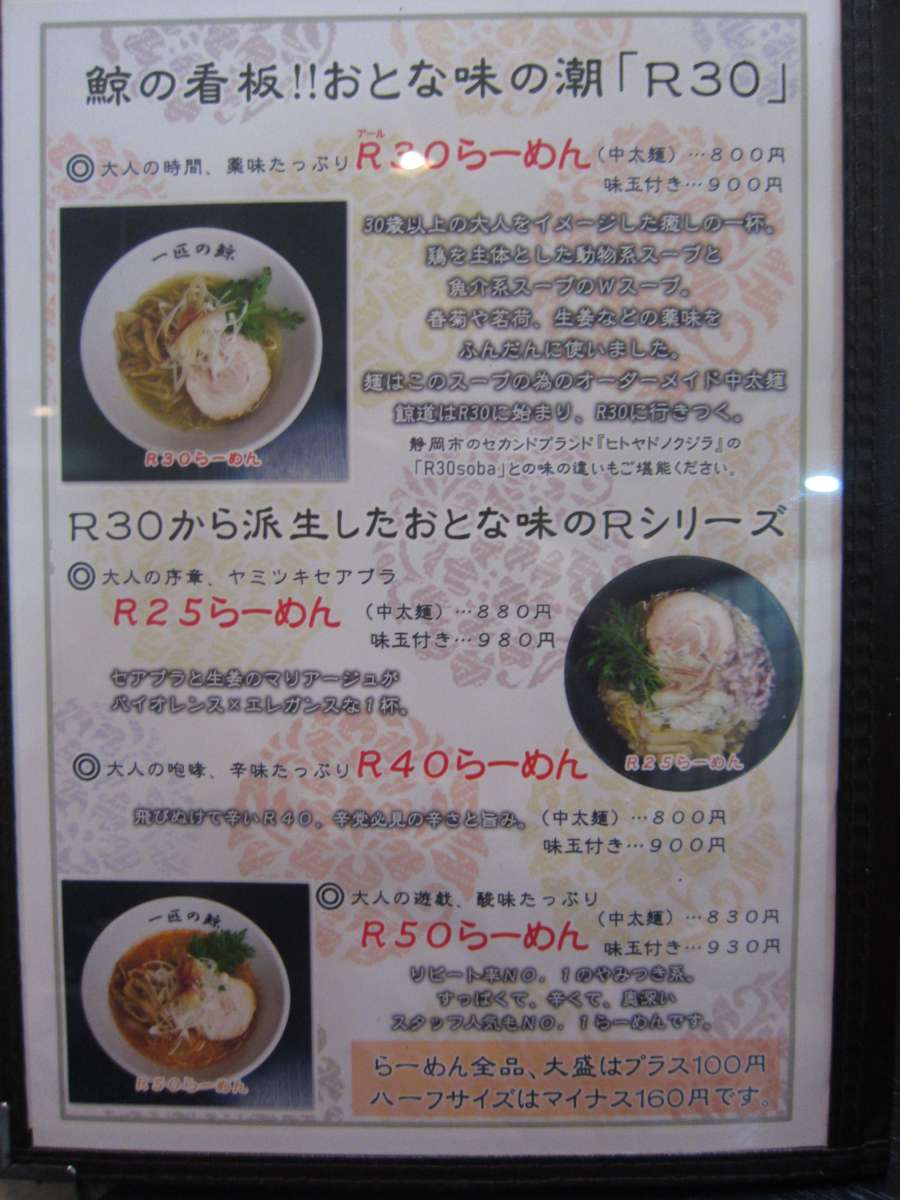 鯨の看板!!おとな味の潮「R30」
アール
◎大人の時間、薬味たっぷりR30らーめん(中太麺)…800円
味玉付き…900円
一匹の鯨
R30らーめん
30歳以上の大人をイメージした癒しの一杯。
鶏を主体とした動物系スープと
魚介系スープのWスープ。
春菊や茗荷、生姜などの薬味を
ふんだんに使いました。
麺はこのスープの為のオーダーメイド中太麺
鯨道はR30に始まり、R30に行きつく。
静岡市のセカンドブランド『ヒトヤドノクジラ』の
「R30soba」との味の違いもご堪能ください。
R30から派生したおとな味のRシリーズ
◎大人の序章、ヤミツキセアブラ
R25らーめん(中太麺)…880円
味玉付き…980円
セアブラと生姜のマリアージュが
バイオレンス×エレガンスな1杯。
R25らーめん
◎大人の咆哮、辛味たっぷりR40らーめん
飛びぬけて辛いR40。辛党必見の辛さと旨み。(中太麺)…800円
味玉付き…900円
◎大人の遊戯、酸味たっぷり
R50らーめん(中太麺)…830円
味玉付き…930円
一匹の鯨
R50らーめん
リピート率NO.1のやみつき系。
すっぱくて。辛くて。奥深い
スタッフ人気もNO.1らーめんです。
らーめん全品、大盛はプラス100円
ハーフサイズはマイナス160円です。